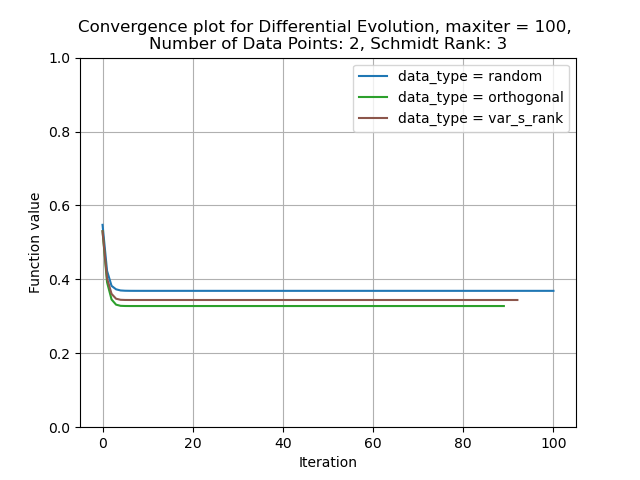 Convergence plot for Differential Evolution, maxiter = 100,
Number of Data Points: 2, Schmidt Rank: 3
data_type = random
data_type = orthogonal
data_type = var_s_rank
Function value
1.0
0.8
0.6
0.4
0.2
0.0
0 20 40 60 80 100
Iteration